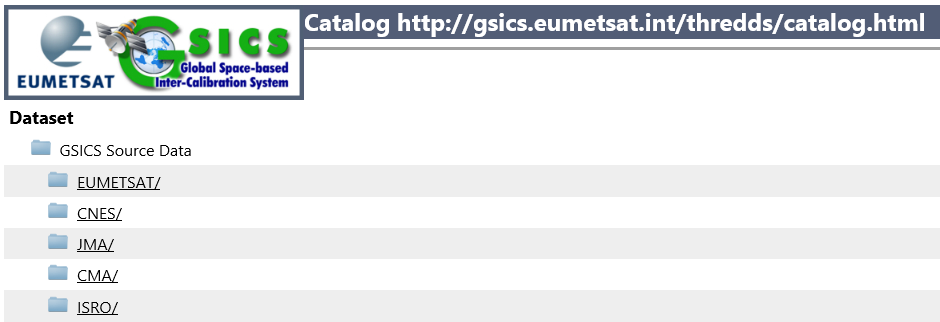 Catalog http://gsics.eumetsat.int/thredds/catalog.html
EUMETSAT
GSICS
Global Space-based
Inter-Calibration System
Dataset
GSICS Source Data
EUMETSAT/
CNES/
JMA/
CMA/
ISRO/